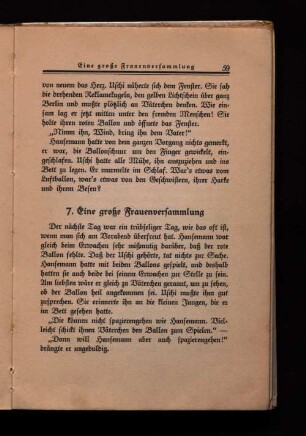 Eine große Frauenversammlung 59
von neuem das Herz. Uschi näherte sich dem Fenster. Sie sah
die drehenden Reklamekugeln, den gelben Lichtschein über ganz
Berlin und mußte plötzlich an Väterchen denken. Wie ein-
sam lag er jetzt mitten unter den fremden Menschen! Sie
holte ihren roten Ballon und öffnete das Fenster.
„Nimm ihn, Wind, bring ihn dem Vater!“
Hansemann hatte von dem ganzen Vorgang nichts gemerkt,
er war, die Ballonschnur um den Finger gewickelt, ein-
geschlafen. Uschi hatte alle Mühe, ihn auszuziehen und ins
Bett zu legen. Er murmelte im Schlaf. War's etwas vom
Luftballon, war's etwas von den Geschwistern, ihrer Harke
und ihrem Besen?
7. Eine große Frauenversammlung
Der nächste Tag war ein trübseliger Tag, wie das oft ist,
wenn man sich am Vorabend überfreut hat. Hansemann war
gleich beim Erwachen sehr mißmutig darüber, daß der rote
Ballon fehlte. Daß der Uschi gehörte, tat nichts zur Sache.
Hansemann hatte mit beiden Ballons gespielt, und deshalb
hatten sie auch beide bei seinem Erwachen zur Stelle zu sein.
Am liebsten wäre er gleich zu Väterchen gerannt, um zu sehen,
ob der Ballon heil angekommen sei. Uschi mußte ihm gut
zusprechen. Sie erinnerte ihn an die kleinen Jungen, die er
im Bett gesehen hatte.
„Die können nicht spazierengehen wie Hansemann. Viel-
leicht schickt ihnen Väterchen den Ballon zum Spielen.“ —
„Dann will Hansemann aber auch spazierengehen!“
drängte er ungeduldig.